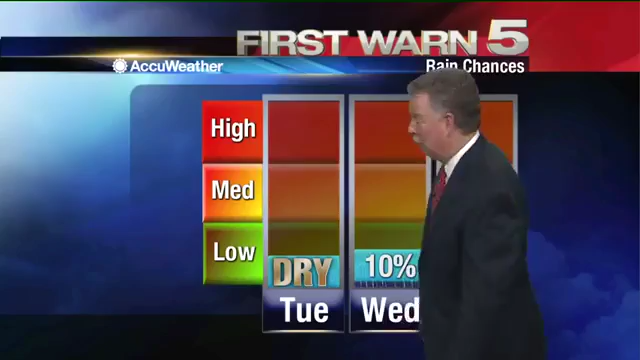 FIRST WARN 5
AccuWeather
Rain Chances
High
Med
Low
DRY
10%
Tue
Wed